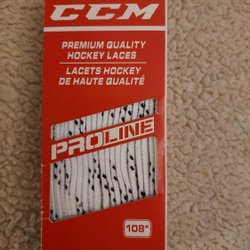 CCM
PREMIUM QUALITY
HOCKEY LACES
LACETS HOCKEY
DE HAUTE QUALITÉ
PROLINE
108"